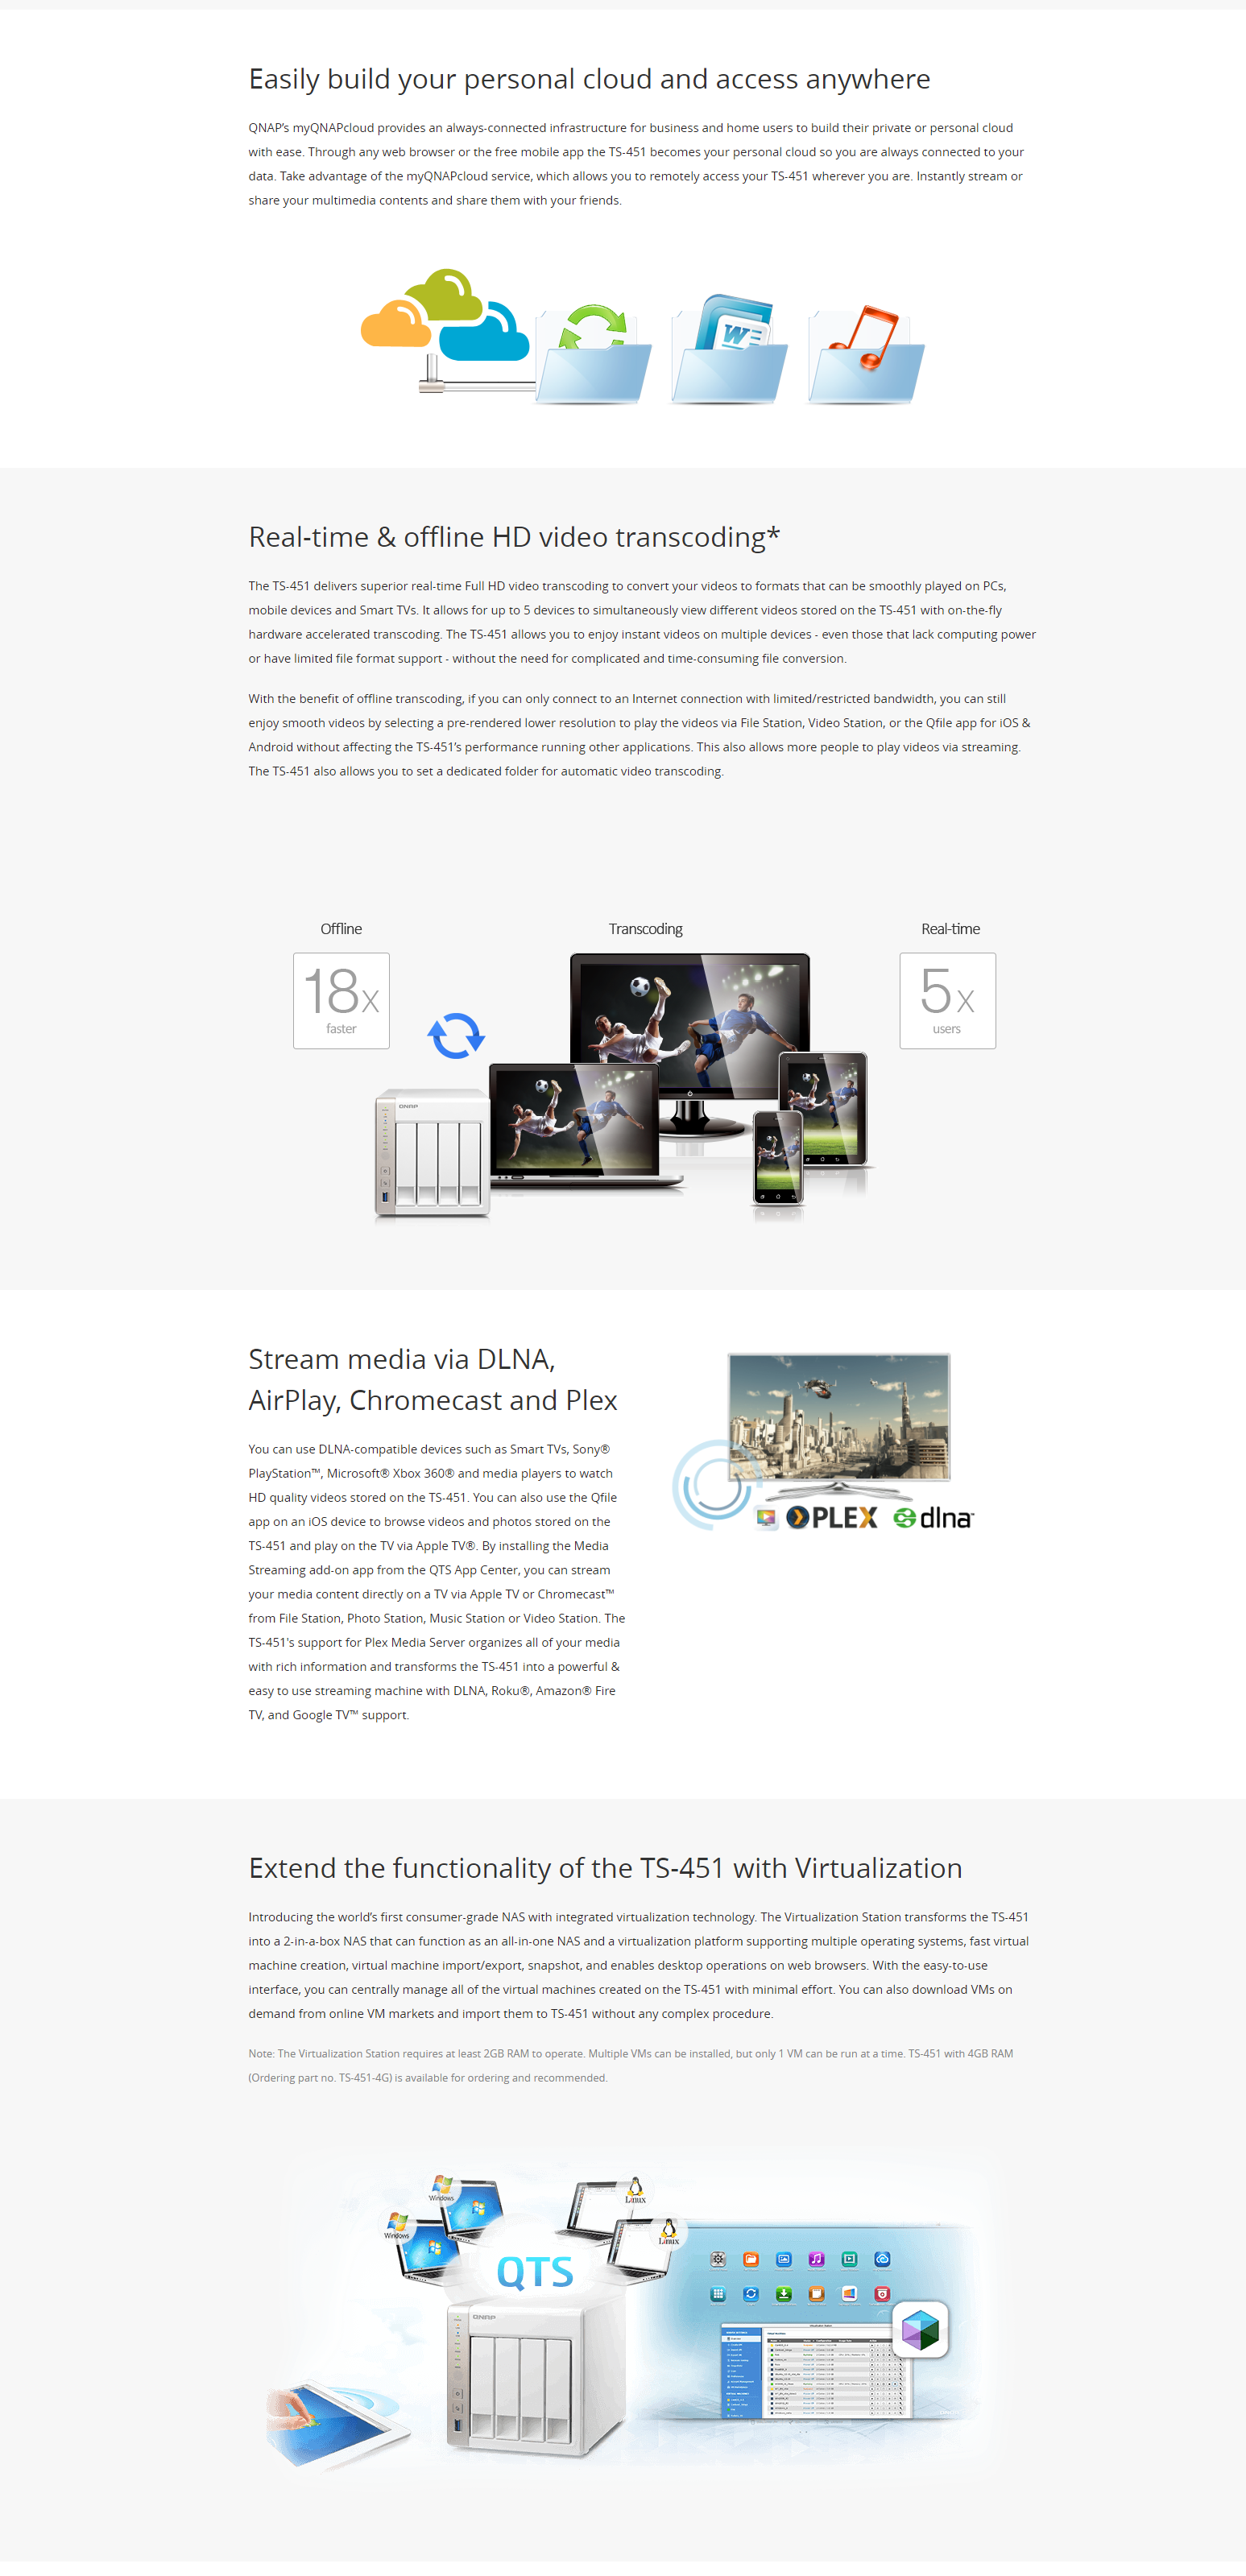 Easily build your personal cloud and access anywhere
QNAP’s myQNAPcloud provides an always-connected infrastructure for business and home users to build their private or personal cloud
with ease. Through any web browser or the free mobile app the TS-451 becomes your personal cloud so you are always connected to your
data. Take advantage of the myQNAPcloud service, which allows you to remotely access your TS-451 wherever you are. Instantly stream or
share your multimedia contents and share them with your friends.
W
Real-time & offline HD video transcoding*
The TS-451 delivers superior real-time Full HD video transcoding to convert your videos to formats that can be smoothly played on PCs,
mobile devices and Smart TVs. It allows for up to 5 devices to simultaneously view different videos stored on the TS-451 with on-the-fly
hardware accelerated transcoding. The TS-451 allows you to enjoy instant videos on multiple devices - even those that lack computing power
or have limited file format support - without the need for complicated and time-consuming file conversion.
With the benefit of offline transcoding, if you can only connect to an Internet connection with limited/restricted bandwidth, you can still
enjoy smooth videos by selecting a pre-rendered lower resolution to play the videos via File Station, Video Station, or the Qfile app for iOS &
Android without affecting the TS-451’s performance running other applications. This also allows more people to play videos via streaming.
The TS-451 also allows you to set a dedicated folder for automatic video transcoding.
Offline
Transcoding
Real-time
18x
faster
5x
users
QNAP
Stream media via DLNA,
AirPlay, Chromecast and Plex
You can use DLNA-compatible devices such as Smart TVs, Sony®
PlayStation™, Microsoft® Xbox 360® and media players to watch
HD quality videos stored on the TS-451. You can also use the Qfile
app on an iOS device to browse videos and photos stored on the
TS-451 and play on the TV via Apple TV®. By installing the Media
Streaming add-on app from the QTS App Center, you can stream
your media content directly on a TV via Apple TV or Chromecast™
from File Station, Photo Station, Music Station or Video Station. The
TS-451's support for Plex Media Server organizes all of your media
with rich information and transforms the TS-451 into a powerful &
easy to use streaming machine with DLNA, Roku®, Amazon® Fire
TV, and Google TV™ support.
PLEX
dlna
Extend the functionality of the TS-451 with Virtualization
Introducing the world’s first consumer-grade NAS with integrated virtualization technology. The Virtualization Station transforms the TS-451
into a 2-in-a-box NAS that can function as an all-in-one NAS and a virtualization platform supporting multiple operating systems, fast virtual
machine creation, virtual machine import/export, snapshot, and enables desktop operations on web browsers. With the easy-to-use
interface, you can centrally manage all of the virtual machines created on the TS-451 with minimal effort. You can also download VMs on
demand from online VM markets and import them to TS-451 without any complex procedure.
Note: The Virtualization Station requires at least 2GB RAM to operate. Multiple VMs can be installed, but only 1 VM can be run at a time. TS-451 with 4GB RAM
(Ordering part no. TS-451-4G) is available for ordering and recommended.
Windows
Linux
Windows
Linux
QTS
QNAP